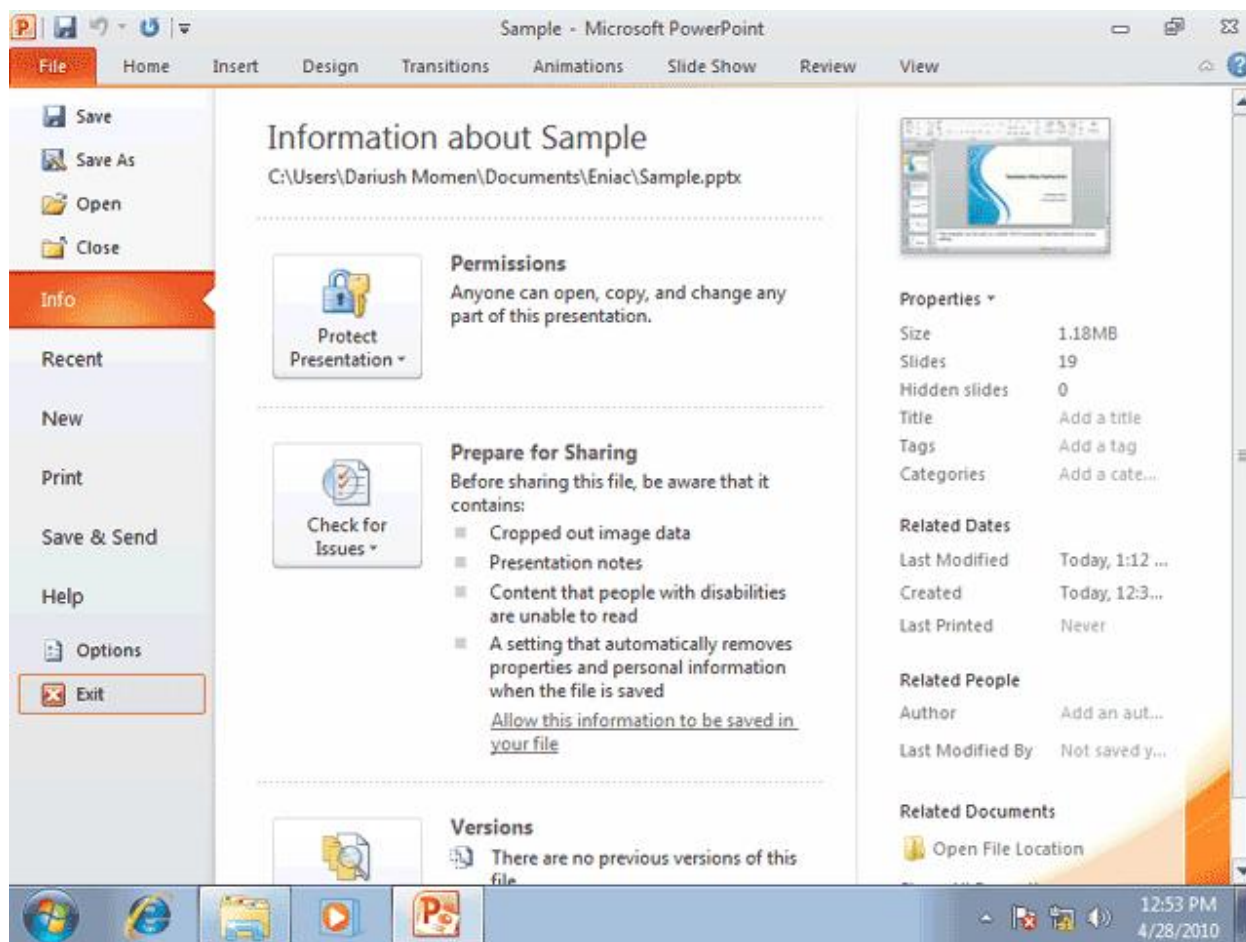 Sample - Microsoft PowerPoint
File Home Insert Design Transitions Animations Slide Show Review View
Save
Save As
Open
Close
Info
Recent
New
Print
Save & Send
Help
Options
Exit
Information about Sample
C:\Users\Dariush Momen\Documents\Eniac\Sample.pptx
Protect
Presentation
Permissions
Anyone can open, copy, and change any
part of this presentation.
Check for
Issues
Prepare for Sharing
Before sharing this file, be aware that it
contains:
Cropped out image data
Presentation notes
Content that people with disabilities
are unable to read
A setting that automatically removes
properties and personal information
when the file is saved
Allow this information to be saved in
your file
Versions
There are no previous versions of this
file
Properties
Size 1.18MB
Slides 19
Hidden slides 0
Title Add a title
Tags Add a tag
Categories Add a cate...
Related Dates
Last Modified Today, 1:12 ...
Created Today, 12:3...
Last Printed Never
Related People
Author Add an aut...
Last Modified By Not saved y...
Related Documents
Open File Location
12:53 PM
4/28/2010